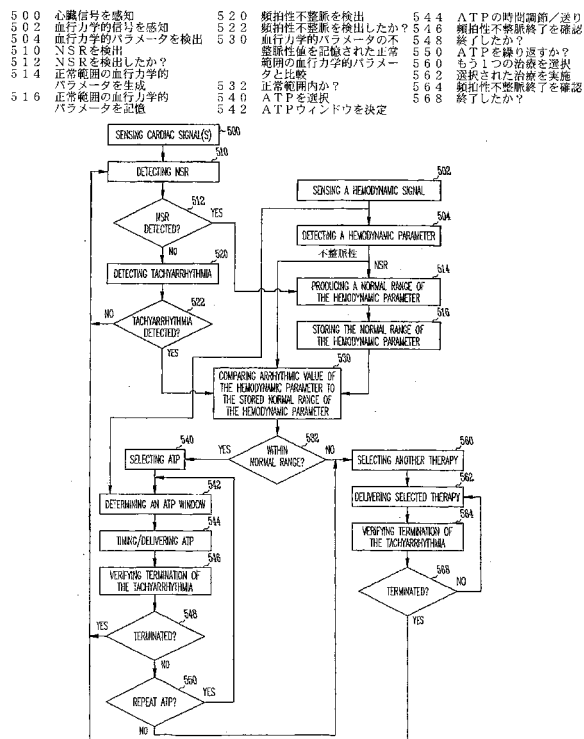 500 心臓信号を感知
502 血行力学的信号を感知
504 血行力学的パラメータを検出
510 NSRを検出
512 NSRを検出したか?
514 正常範囲の血行力学的
パラメータを生成
516 正常範囲の血行力学的
パラメータを記憶
520 頻拍性不整脈を検出
522 頻拍性不整脈を検出したか?
530 血行力学的パラメータの不
整脈性値を記憶された正常
範囲の血行力学的パラメー
タと比較
532 正常範囲内か?
540 ATPを選択
542 ATPウィンドウを決定
544 ATPの時間調節/送り
546 頻拍性不整脈終了を確認
548 終了したか?
550 ATPを繰り返すか?
560 もう1つの治療を選択
562 選択された治療を実施
564 頻拍性不整脈終了を確認
568 終了したか?
SENSING CARDIAC SIGNAL(S)
500
510
DETECTING NSR
502
SENSING A HEMODYNAMIC SIGNAL
512
NSR
DETECTED?
YES
NO
504
DETECTING A HEMODYNAMIC PARAMETER
不整脈性
NSR
520
DETECTING TACHYARRHYTHMIA
514
PRODUCING A NORMAL RANGE OF
THE HEMODYNAMIC PARAMETER
522
TACHYARRHYTHMIA
DETECTED?
NO
YES
516
STORING THE NORMAL RANGE OF
THE HEMODYNAMIC PARAMETER
530
COMPARING ARRHYTHMIC VALUE OF
THE HEMODYNAMIC PARAMETER TO
THE STORED NORMAL RANGE OF
THE HEMODYNAMIC PARAMETER
532
WITHIN
NORMAL RANGE?
YES
NO
540
SELECTING ATP
560
SELECTING ANOTHER THERAPY
542
DETERMINING AN ATP WINDOW
562
DELIVERING SELECTED THERAPY
544
TIMING/DELIVERING ATP
564
VERIFYING TERMINATION OF
THE TACHYARRHYTHMIA
546
VERIFYING TERMINATION OF
THE TACHYARRHYTHMIA
568
TERMINATED?
NO
YES
548
TERMINATED?
YES
NO
550
REPEAT ATP?
YES
NO